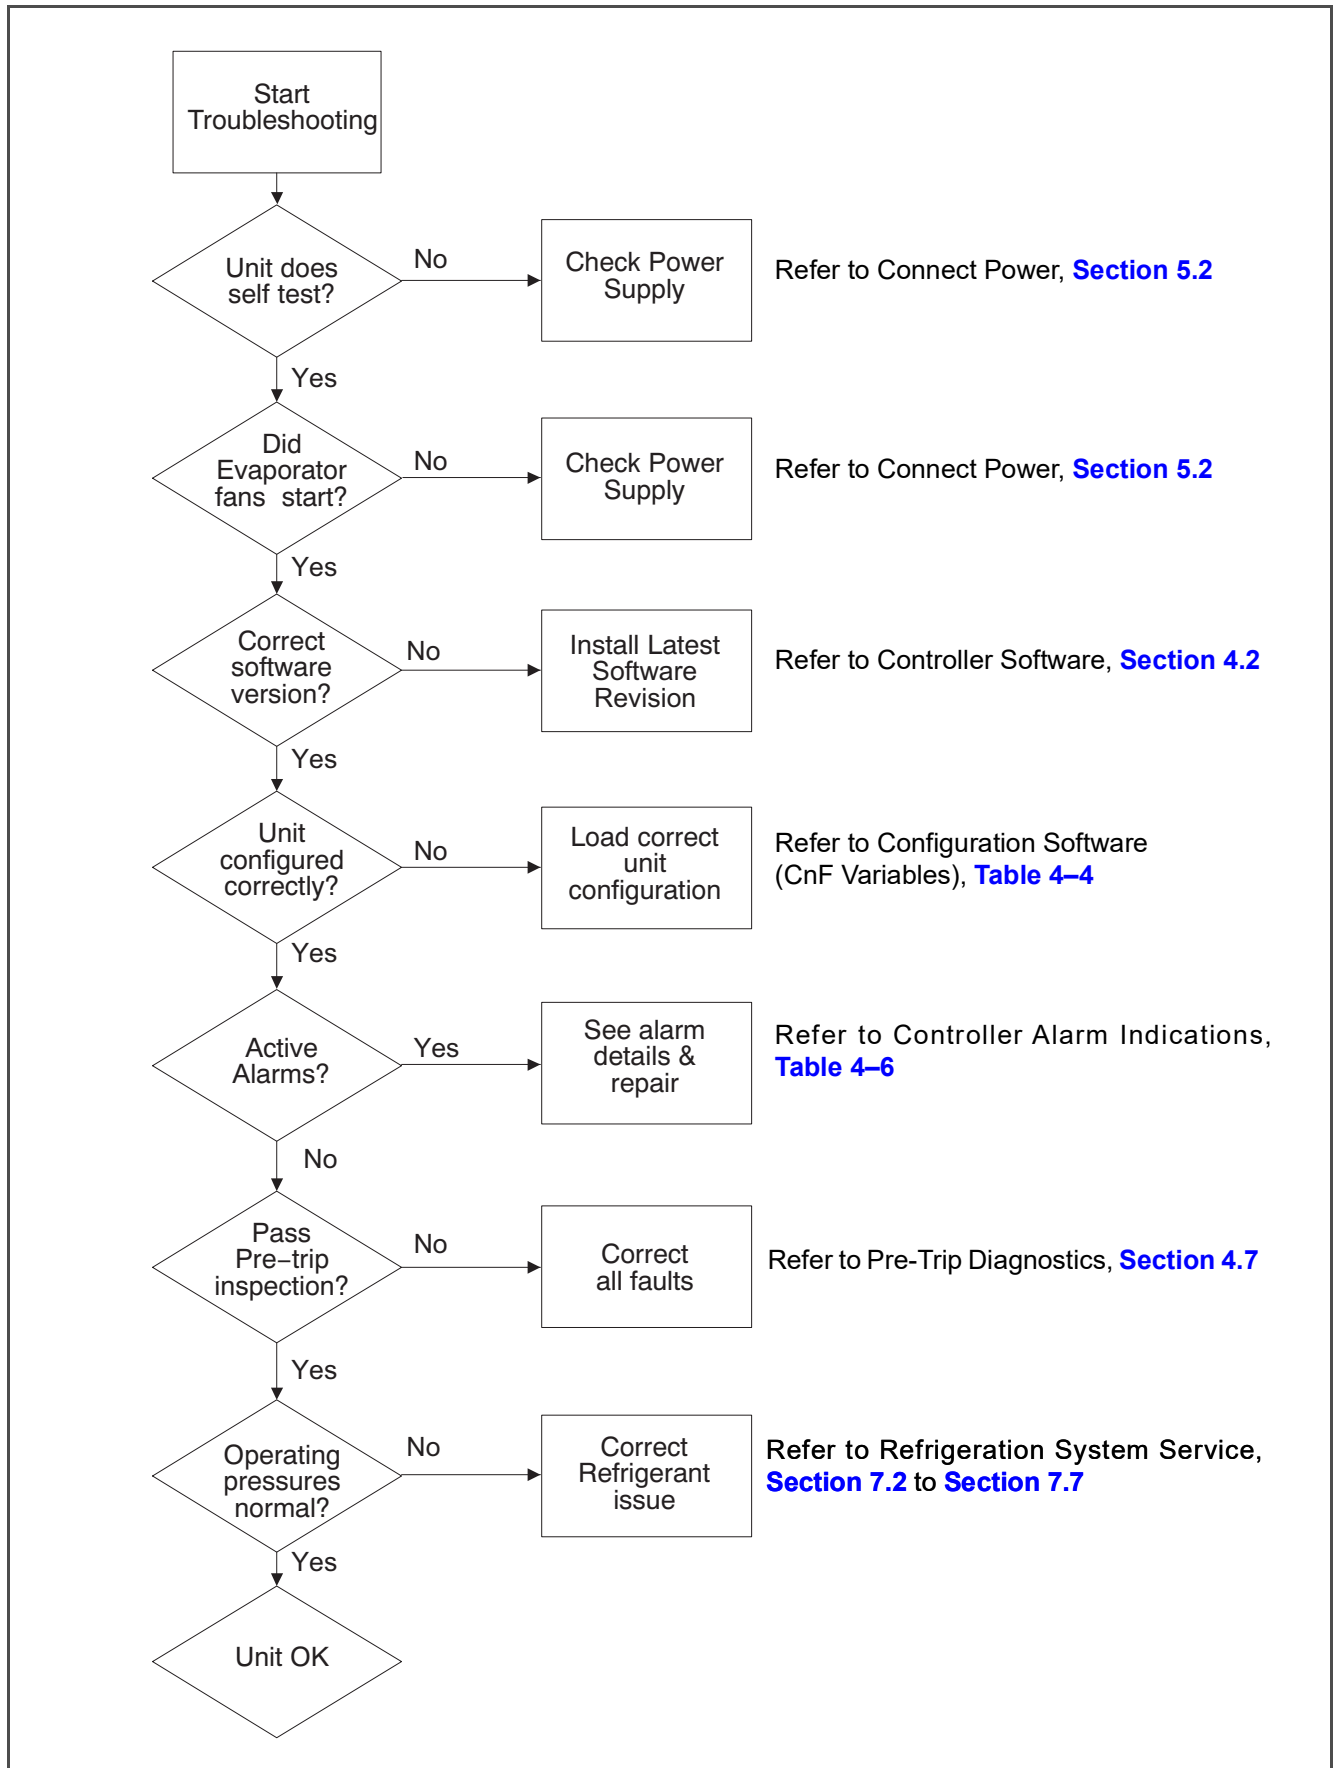 Start
Troubleshooting
Unit does
self test?
No
Check Power
Supply
Refer to Connect Power, Section 5.2
Yes
Did
Evaporator
fans start?
No
Check Power
Supply
Refer to Connect Power, Section 5.2
Yes
Correct
software
version?
No
Install Latest
Software
Revision
Refer to Controller Software, Section 4.2
Yes
Unit
configured
correctly?
No
Load correct
unit
configuration
Refer to Configuration Software
(CnF Variables), Table 4–4
Yes
Active
Alarms?
Yes
See alarm
details &
repair
Refer to Controller Alarm Indications,
Table 4–6
No
Pass
Pre−trip
inspection?
No
Correct
all faults
Refer to Pre-Trip Diagnostics, Section 4.7
Yes
Operating
pressures
normal?
No
Correct
Refrigerant
issue
Refer to Refrigeration System Service,
Section 7.2 to Section 7.7
Yes
Unit OK